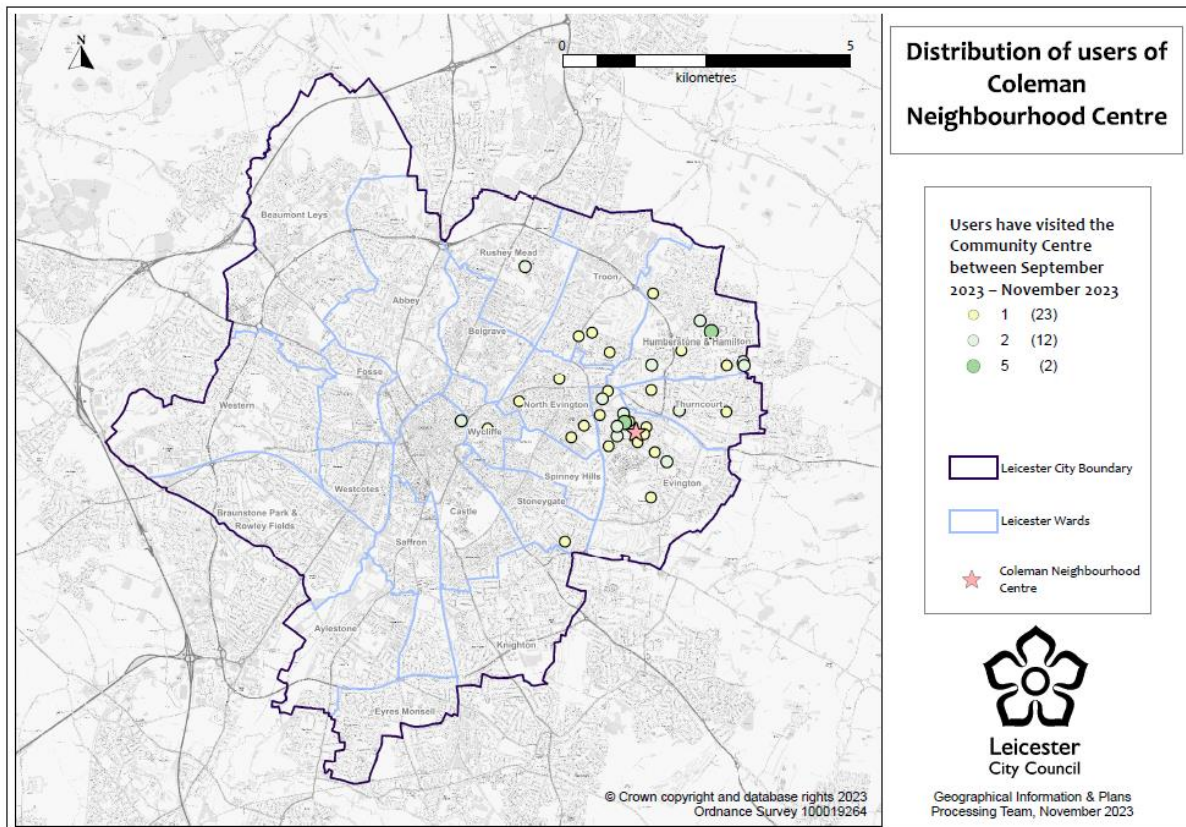 N
0
5
kilometres
Distribution of users of
Coleman
Neighbourhood Centre
Beaumont Leys
Rushey Mead
Troon
Abbey
Belgrave
Humberstone & Hamilton
Fosse
Western
North Evington
Thurncourt
Wycliffe
Spinney Hills
Evington
Westcotes
Stoneygate
Castle
Braunstone Park &
Rowley Fields
Saffron
Aylestone
Knighton
Eyres Monsell
© Crown copyright and database rights 2023
Ordnance Survey 100019264
Users have visited the
Community Centre
between September
2023 – November 2023
1 (23)
2 (12)
5 (2)
Leicester City Boundary
Leicester Wards
Coleman Neighbourhood
Centre
Leicester
City Council
Geographical Information & Plans
Processing Team, November 2023